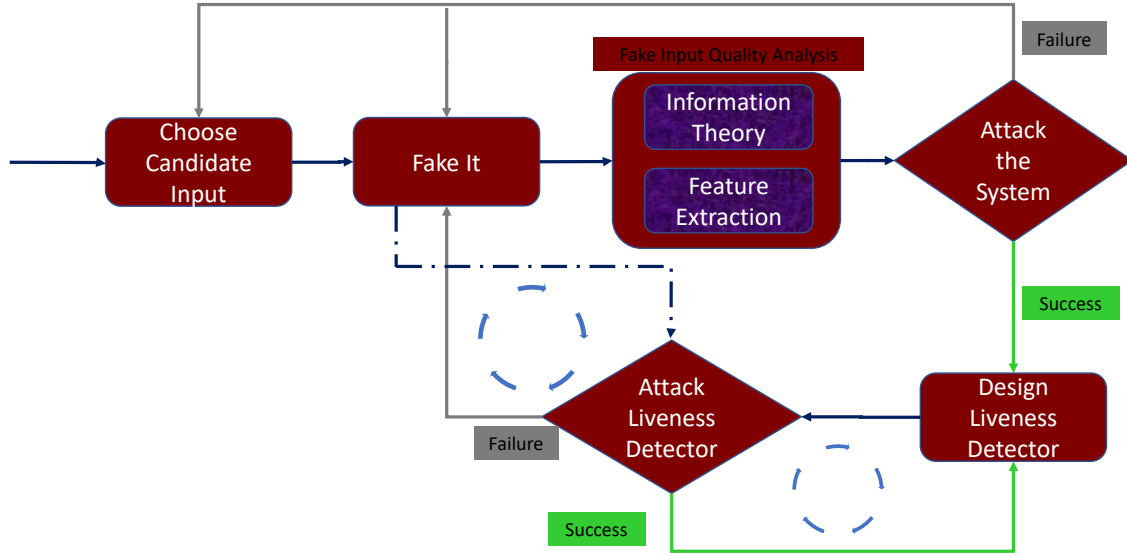 Failure
Fake Input Quality Analysis
Choose
Candidate
Input
Fake It
Information
Theory
Feature
Extraction
Attack
the
System
Success
Attack
Liveness
Detector
Design
Liveness
Detector
Failure
Success